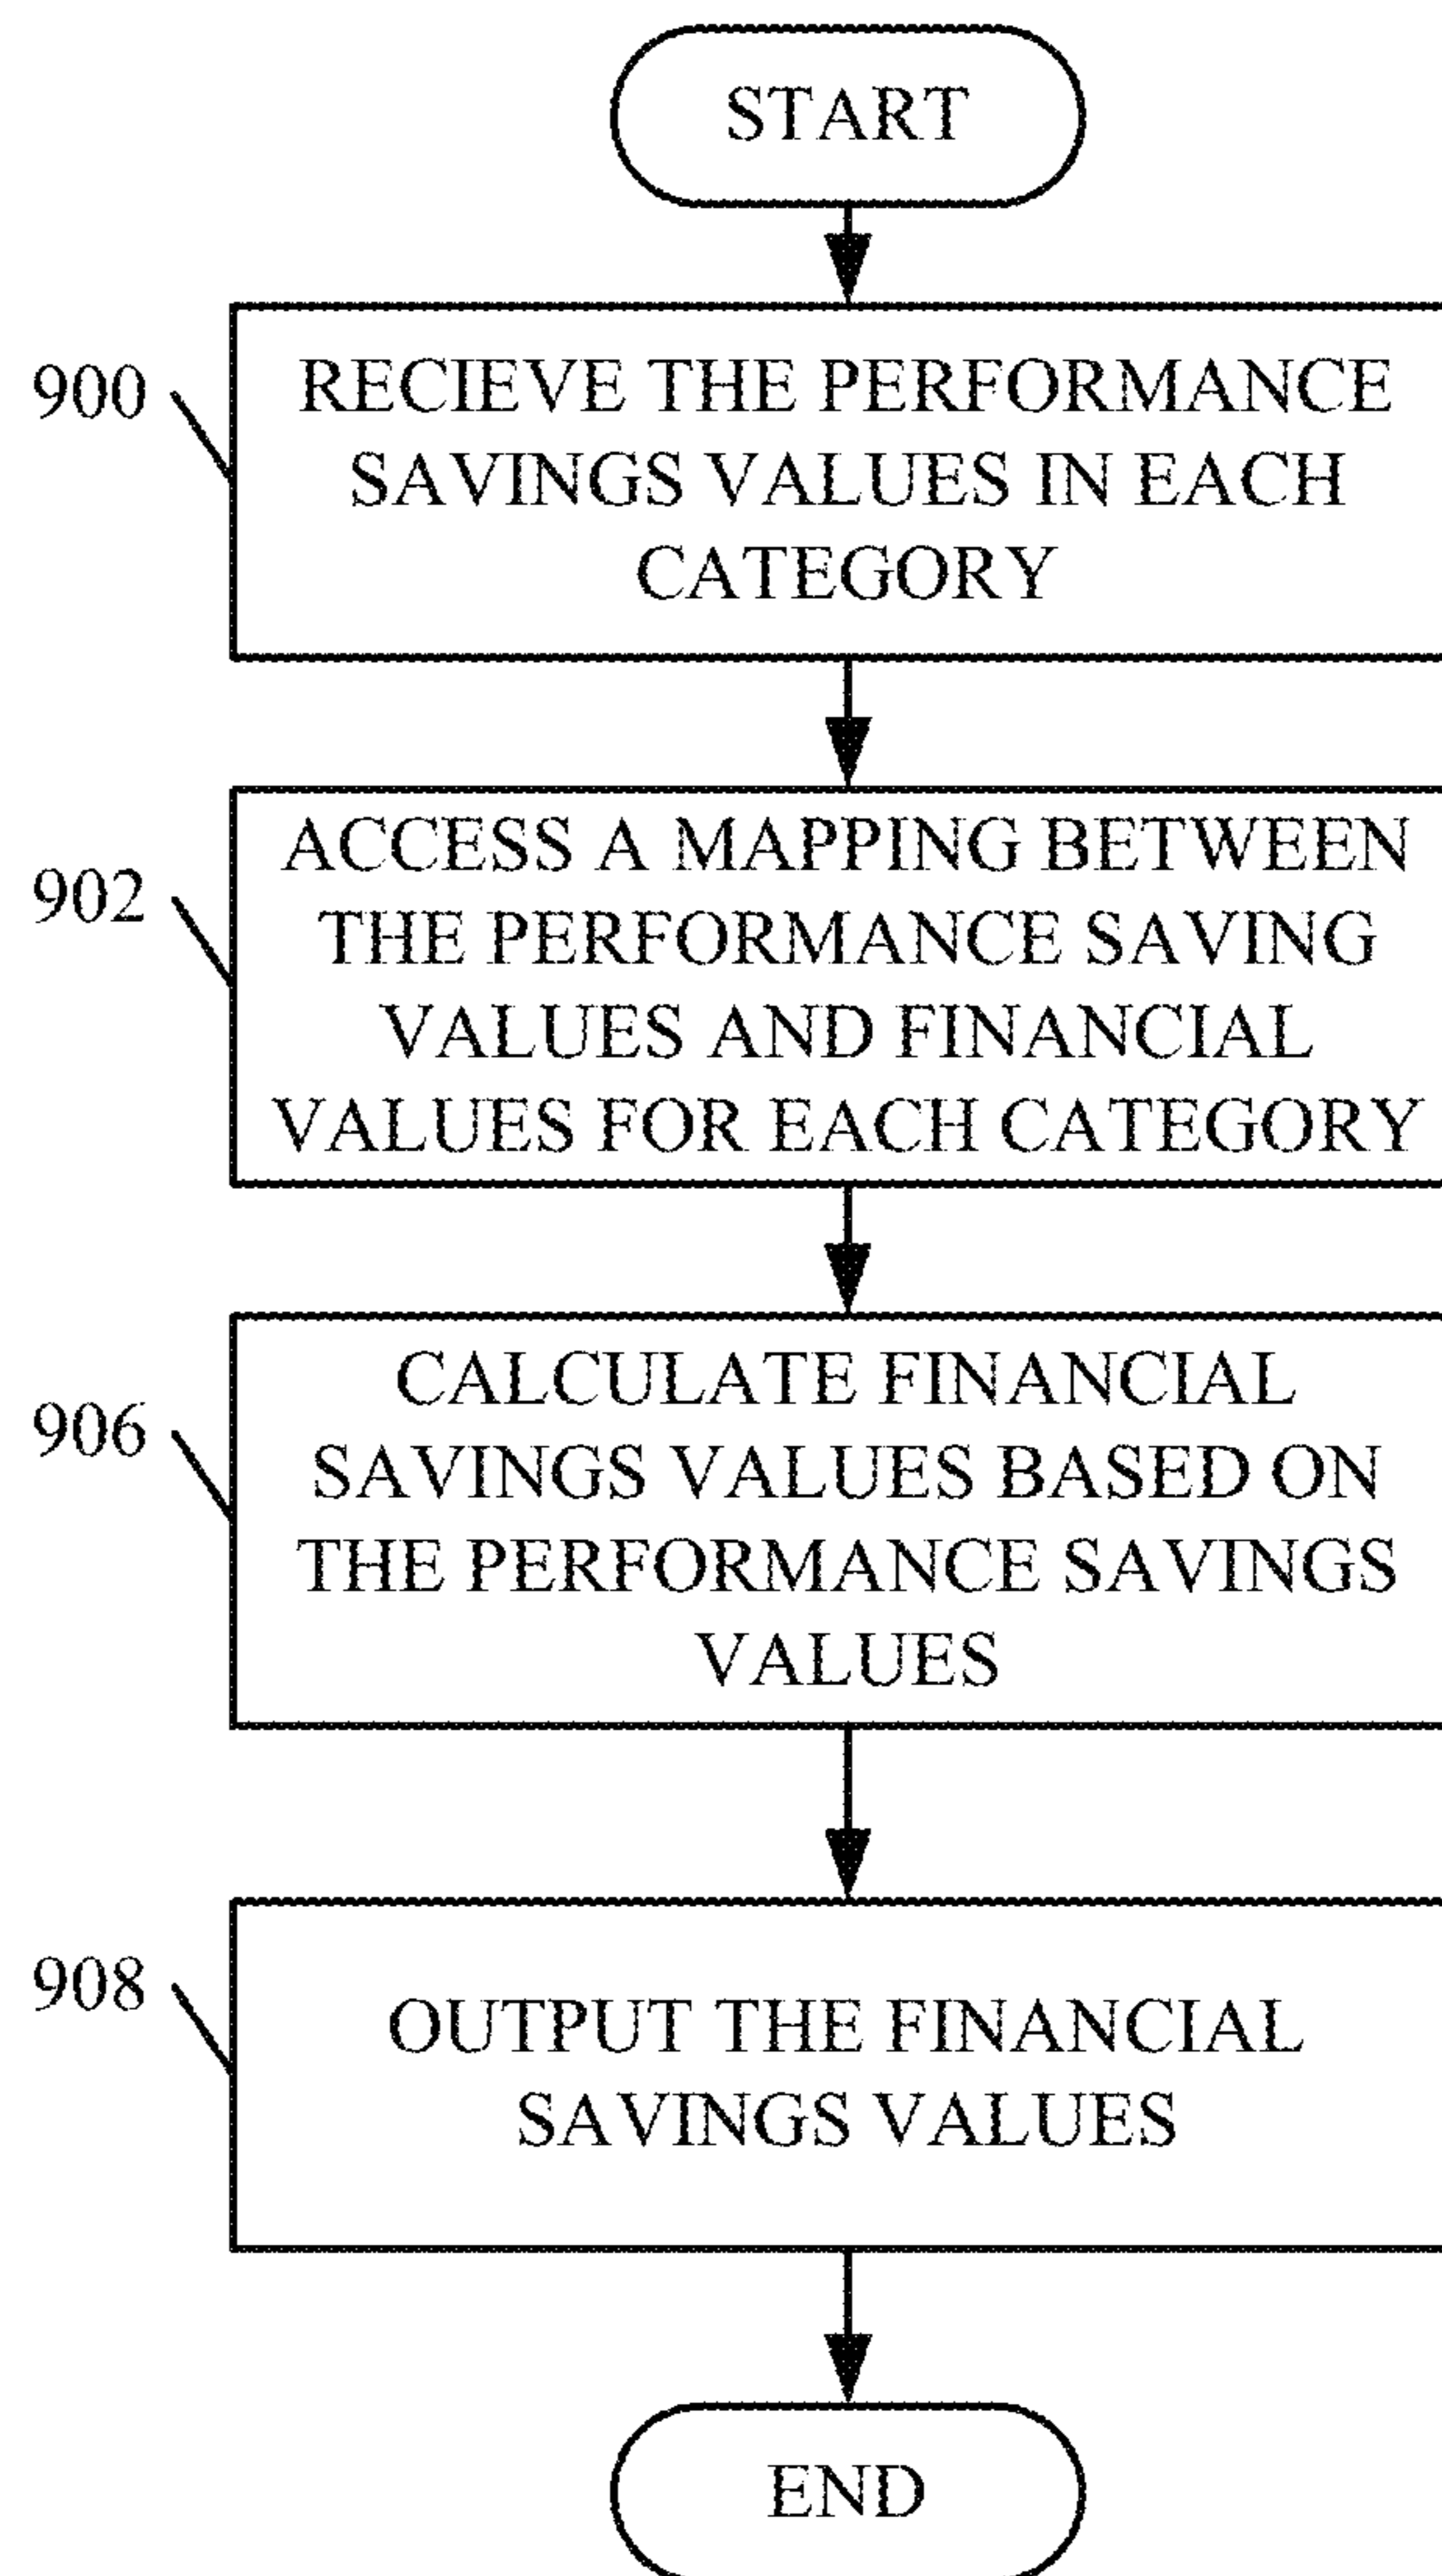 START
900
RECIEVE THE PERFORMANCE
SAVINGS VALUES IN EACH
CATEGORY
902
ACCESS A MAPPING BETWEEN
THE PERFORMANCE SAVING
VALUES AND FINANCIAL
VALUES FOR EACH CATEGORY
906
CALCULATE FINANCIAL
SAVINGS VALUES BASED ON
THE PERFORMANCE SAVINGS
VALUES
908
OUTPUT THE FINANCIAL
SAVINGS VALUES
END